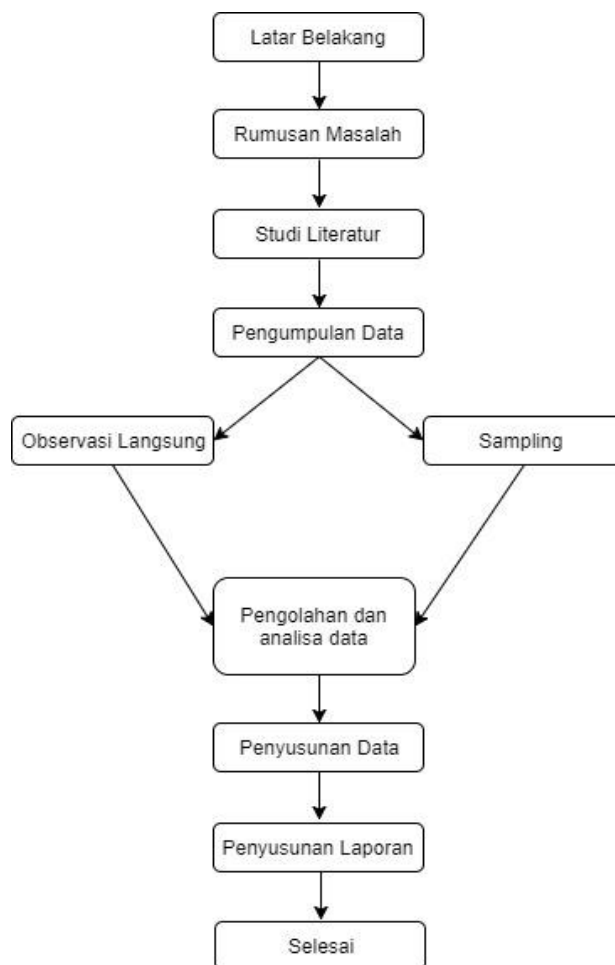 Latar Belakang
Rumusan Masalah
Studi Literatur
Pengumpulan Data
Observasi Langsung
Sampling
Pengolahan dan
analisa data
Penyusunan Data
Penyusunan Laporan
Selesai